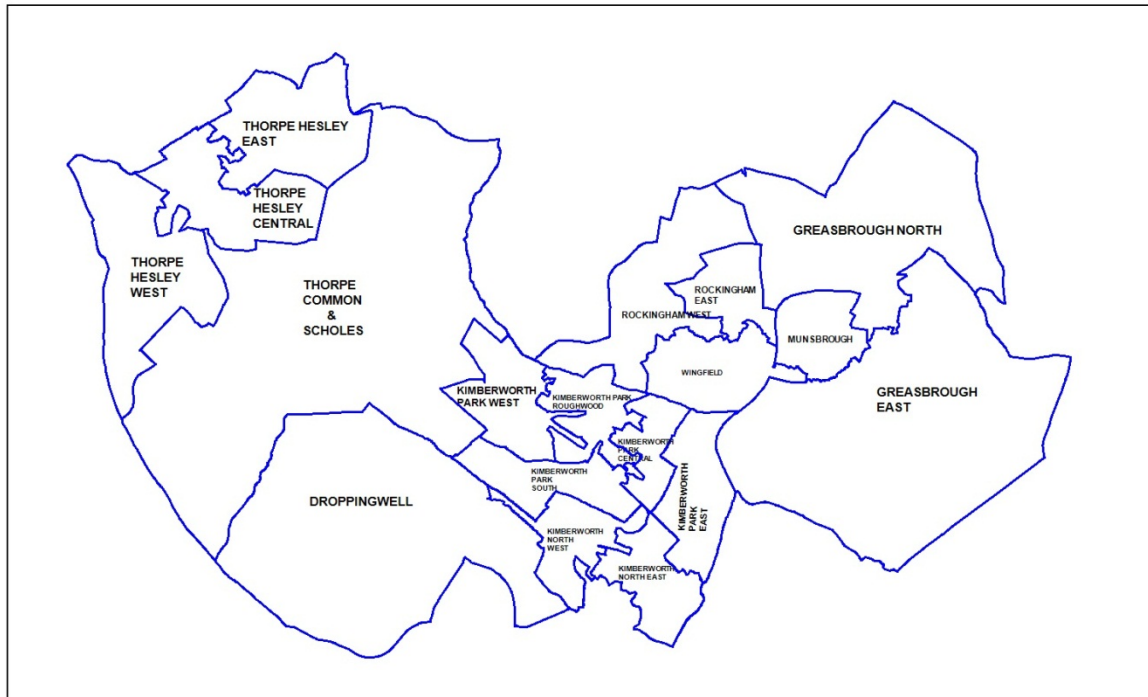 THORPE HESLEY
EAST
THORPE
HESLEY
CENTRAL
GREASBROUGH NORTH
THORPE
HESLEY
WEST
THORPE
COMMON
&
SCHOLES
ROCKINGHAM
EAST
ROCKINGHAM WEST
MUNSBROUGH
WINGFIELD
KIMBERWORTH
PARK WEST
KIMBERWORTH PARK
ROUGHWOOD
GREASBROUGH
EAST
KIMBERWORTH
PARK
CENTRAL
KIMBERWORTH
PARK
SOUTH
KIMBERWORTH
PARK
EAST
DROPPINGWELL
KIMBERWORTH
NORTH
WEST
KIMBERWORTH
NORTH EAST